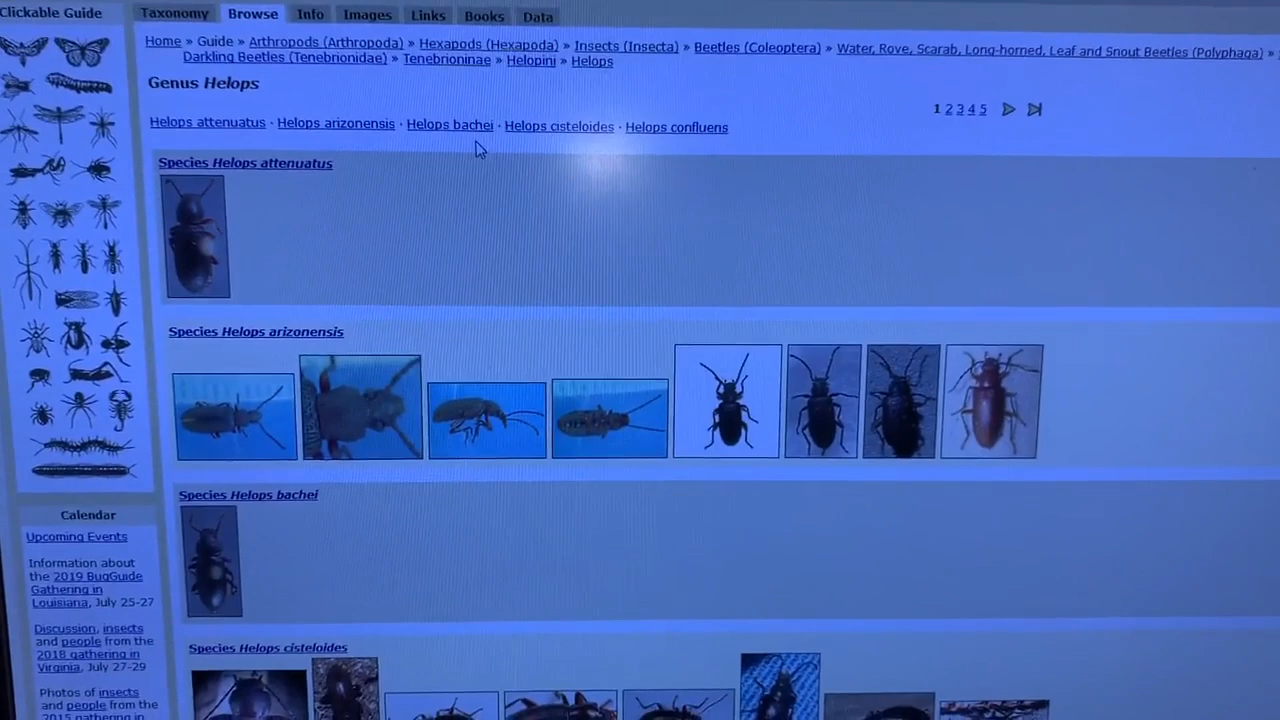 Clickable Guide
Taxonomy Browse Info Images Links Books Data
Home » Guide » Arthropods (Arthropoda) » Hexapods (Hexapoda) » Insects (Insecta) » Beetles (Coleoptera) » Water, Rove, Scarab, Long-horned, Leaf and Snout Beetles (Polyphaga) »
Darkling Beetles (Tenebrionidae) » Tenebrioninae » Helopini » Helops
Genus Helops
1 2 3 4 5
Helops attenuatus · Helops arizonensis · Helops bachei · Helops cisteloides · Helops confluens
Species Helops attenuatus
Species Helops arizonensis
Species Helops bachei
Species Helops cisteloides
Calendar
Upcoming Events
Information about
the 2019 BugGuide
Gathering in
Louisiana, July 25-27
Discussion, insects
and people from the
2018 gathering in
Virginia, July 27-29
Photos of insects
and people from the
2015 gathering in